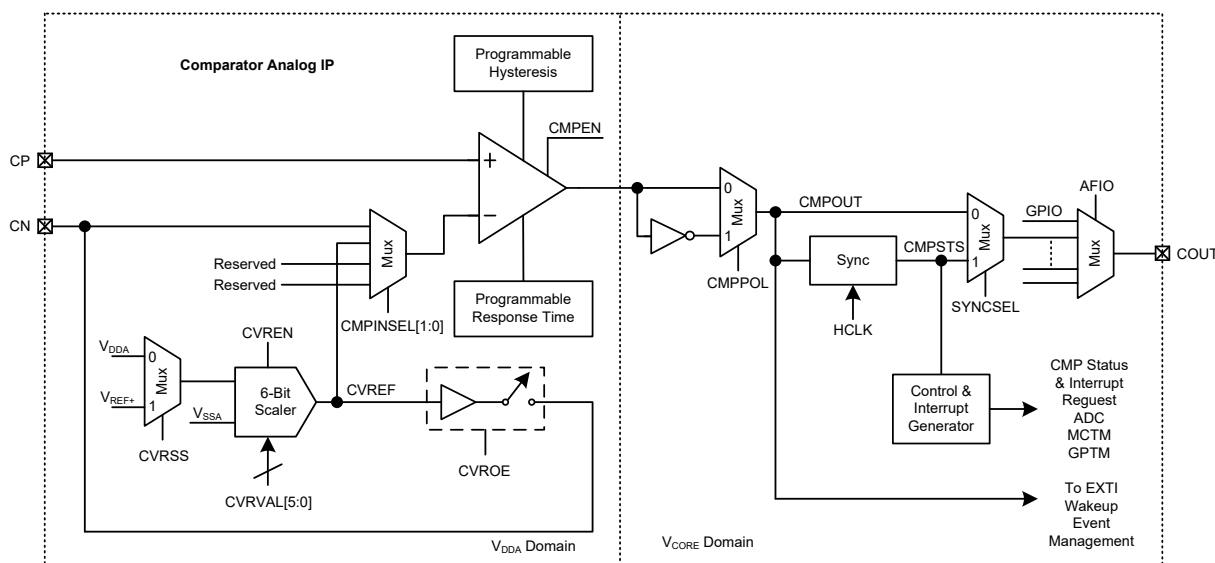 Comparator Analog IP
Programmable
Hysteresis
CMPEN
CP
CN
+
−
Mux
Reserved
Reserved
CMPINSEL[1:0]
Programmable
Response Time
0
1
Mux
CMPPOL
CMPOUT
Sync
HCLK
CMPSTS
0
1
Mux
SYNCSEL
AFIO
GPIO
Mux
COUT
VDDA
VREF+
0
1
Mux
CVRSS
CVREN
6-Bit
Scaler
VSSA
CVRVAL[5:0]
CVREF
CVROE
Control &
Interrupt
Generator
CMP Status
& Interrupt
Reguest
ADC
MCTM
GPTM
To EXTI
Wakeup
Event
Management
VDDA Domain
VCORE Domain